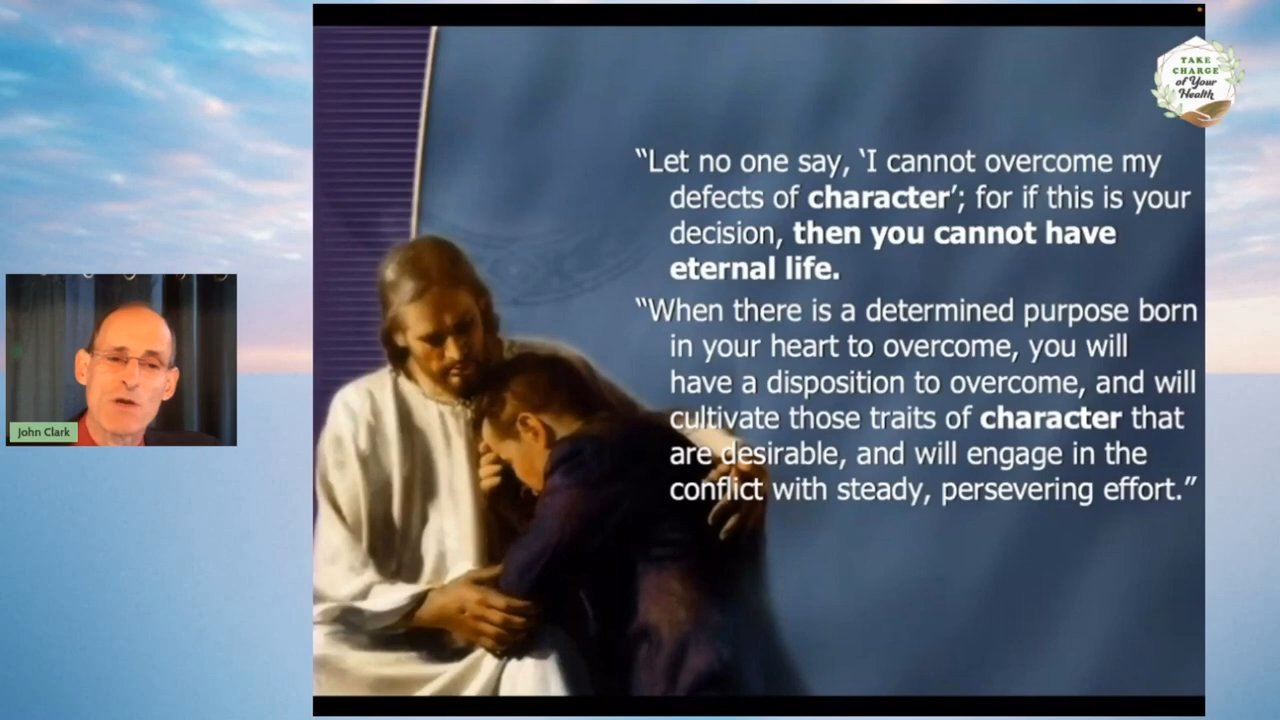 TAKE
CHARGE
of Your
Health
“Let no one say, ‘I cannot overcome my
defects of character’; for if this is your
decision, then you cannot have
eternal life.
“When there is a determined purpose born
in your heart to overcome, you will
have a disposition to overcome, and will
cultivate those traits of character that
are desirable, and will engage in the
conflict with steady, persevering effort.”
John Clark